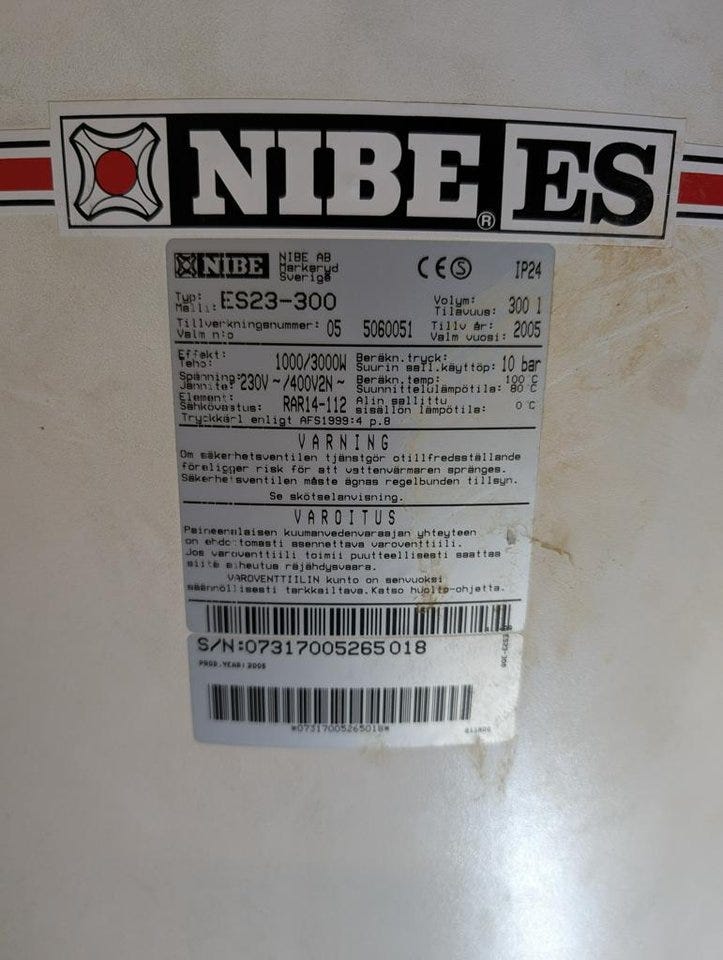 NIBE® ES
NIBE NIBE AB
Markaryd
Sverige
CE S IP24
Typ:
Malli: ES23-300
Volym:
Tilavuus: 300 l
Tillverkningsnummer: 05 5060051
Valm n:o
Tillv år: 2005
Valm vuosi:
Effekt:
Teho: 1000/3000W
Beräkn.tryck:
Suurin sall.käyttöp: 10 bar
Spänning:
Jännite: 230V~/400V2N~
Beräkn.temp: 100°C
Suunnittelulämpötila: 80°C
Element:
Sähkövastus: RAR14-112
Alin sallittu
sisällön lämpötila: 0°C
Tryckkärl enligt AFS1999:4 p.8
VARNING
Om säkerhetsventilen tjänstgör otillfredsställande
föreligger risk för att vattenvärmaren spränges.
Säkerhetsventilen måste ägnas regelbunden tillsyn.
Se skötselanvisning.
VAROITUS
Paineenalaisen kuumanvedenvaraajan yhteyteen
on ehdottomasti asennettava varoventtiili.
Jos varoventtiili toimii puutteellisesti saattaa
siitä aiheutua räjähdysvaara.
VAROVENTTIILIN kunto on senvuoksi
säännöllisesti tarkkailtava. Katso huolto-ohjetta.
S/N:07317005265018
PROD.YEAR: 2005
ES23-300
*07317005265018*